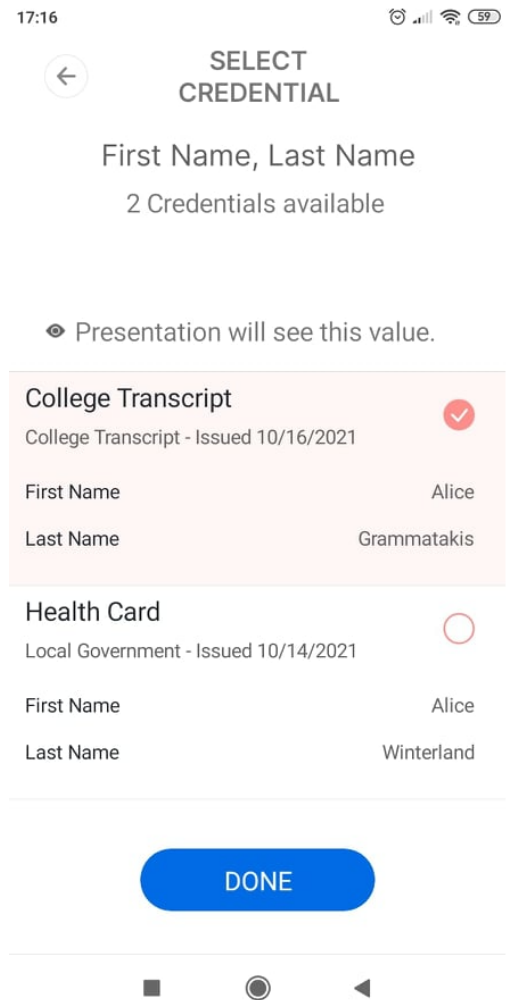 17:16
59
SELECT
CREDENTIAL
First Name, Last Name
2 Credentials available
Presentation will see this value.
College Transcript
College Transcript - Issued 10/16/2021
First Name Alice
Last Name Grammatakis
Health Card
Local Government - Issued 10/14/2021
First Name Alice
Last Name Winterland
DONE